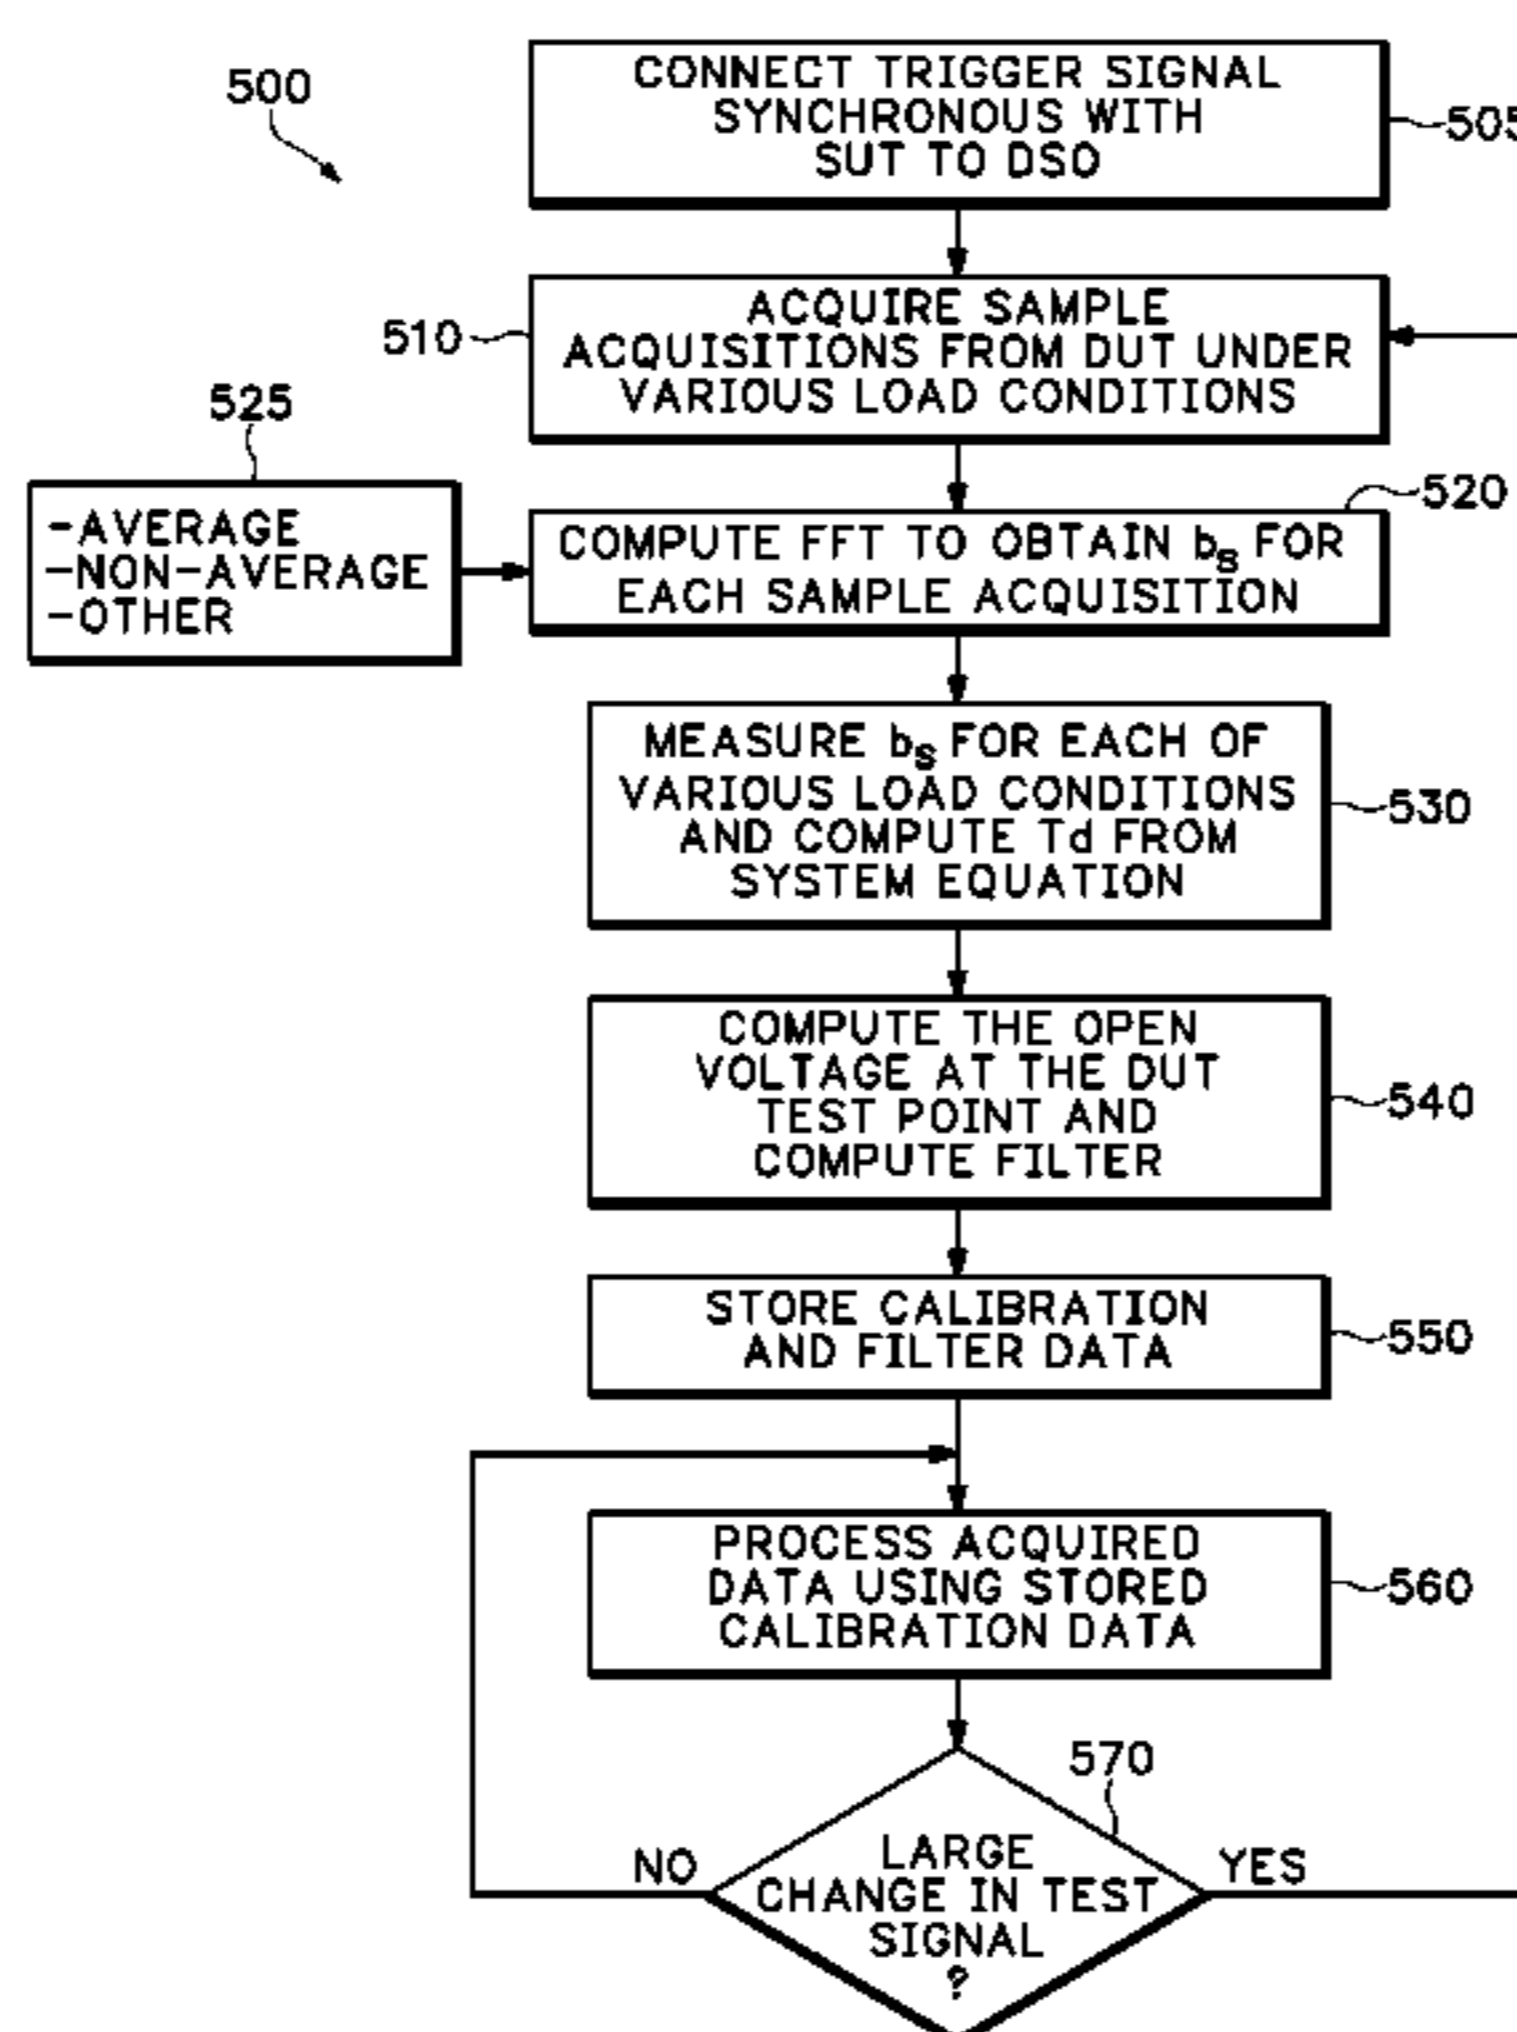 500
CONNECT TRIGGER SIGNAL
SYNCHRONOUS WITH
SUT TO DSO
505
510
ACQUIRE SAMPLE
ACQUISITIONS FROM DUT UNDER
VARIOUS LOAD CONDITIONS
525
-AVERAGE
-NON-AVERAGE
-OTHER
520
COMPUTE FFT TO OBTAIN bs FOR
EACH SAMPLE ACQUISITION
MEASURE bs FOR EACH OF
VARIOUS LOAD CONDITIONS
AND COMPUTE Td FROM
SYSTEM EQUATION
530
COMPUTE THE OPEN
VOLTAGE AT THE DUT
TEST POINT AND
COMPUTE FILTER
540
STORE CALIBRATION
AND FILTER DATA
550
PROCESS ACQUIRED
DATA USING STORED
CALIBRATION DATA
560
570
NO
LARGE
CHANGE IN TEST
SIGNAL
?
YES